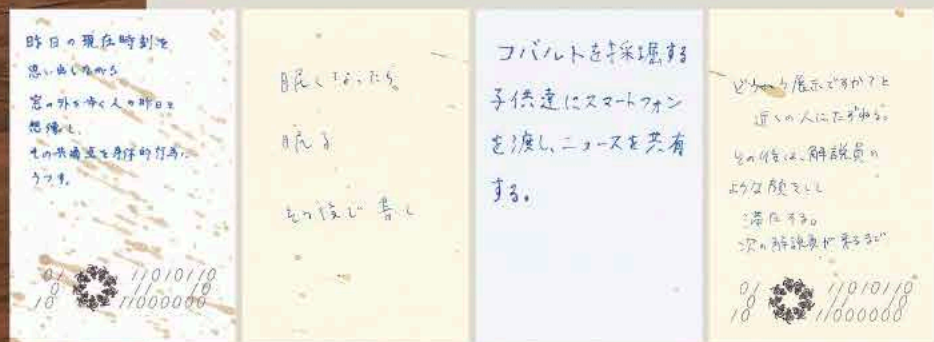 昨日の現在時刻を
思い出しながら
窓の外を歩く人の昨日を
想像し、
その共通点を身体的行為に
うつす。
01 11010110
0 11 10
10 11000000
眠くなったら
眠る
その後で書く
コバルトを採掘する
子供達にスマートフォン
を渡し、ニュースを共有
する。
どういう展示ですか?と
近くの人にたずねる。
その後は、解説員の
ような顔をして
滞在する。
次の解説員が来るまで
01 11010110
0 11 10
10 11000000